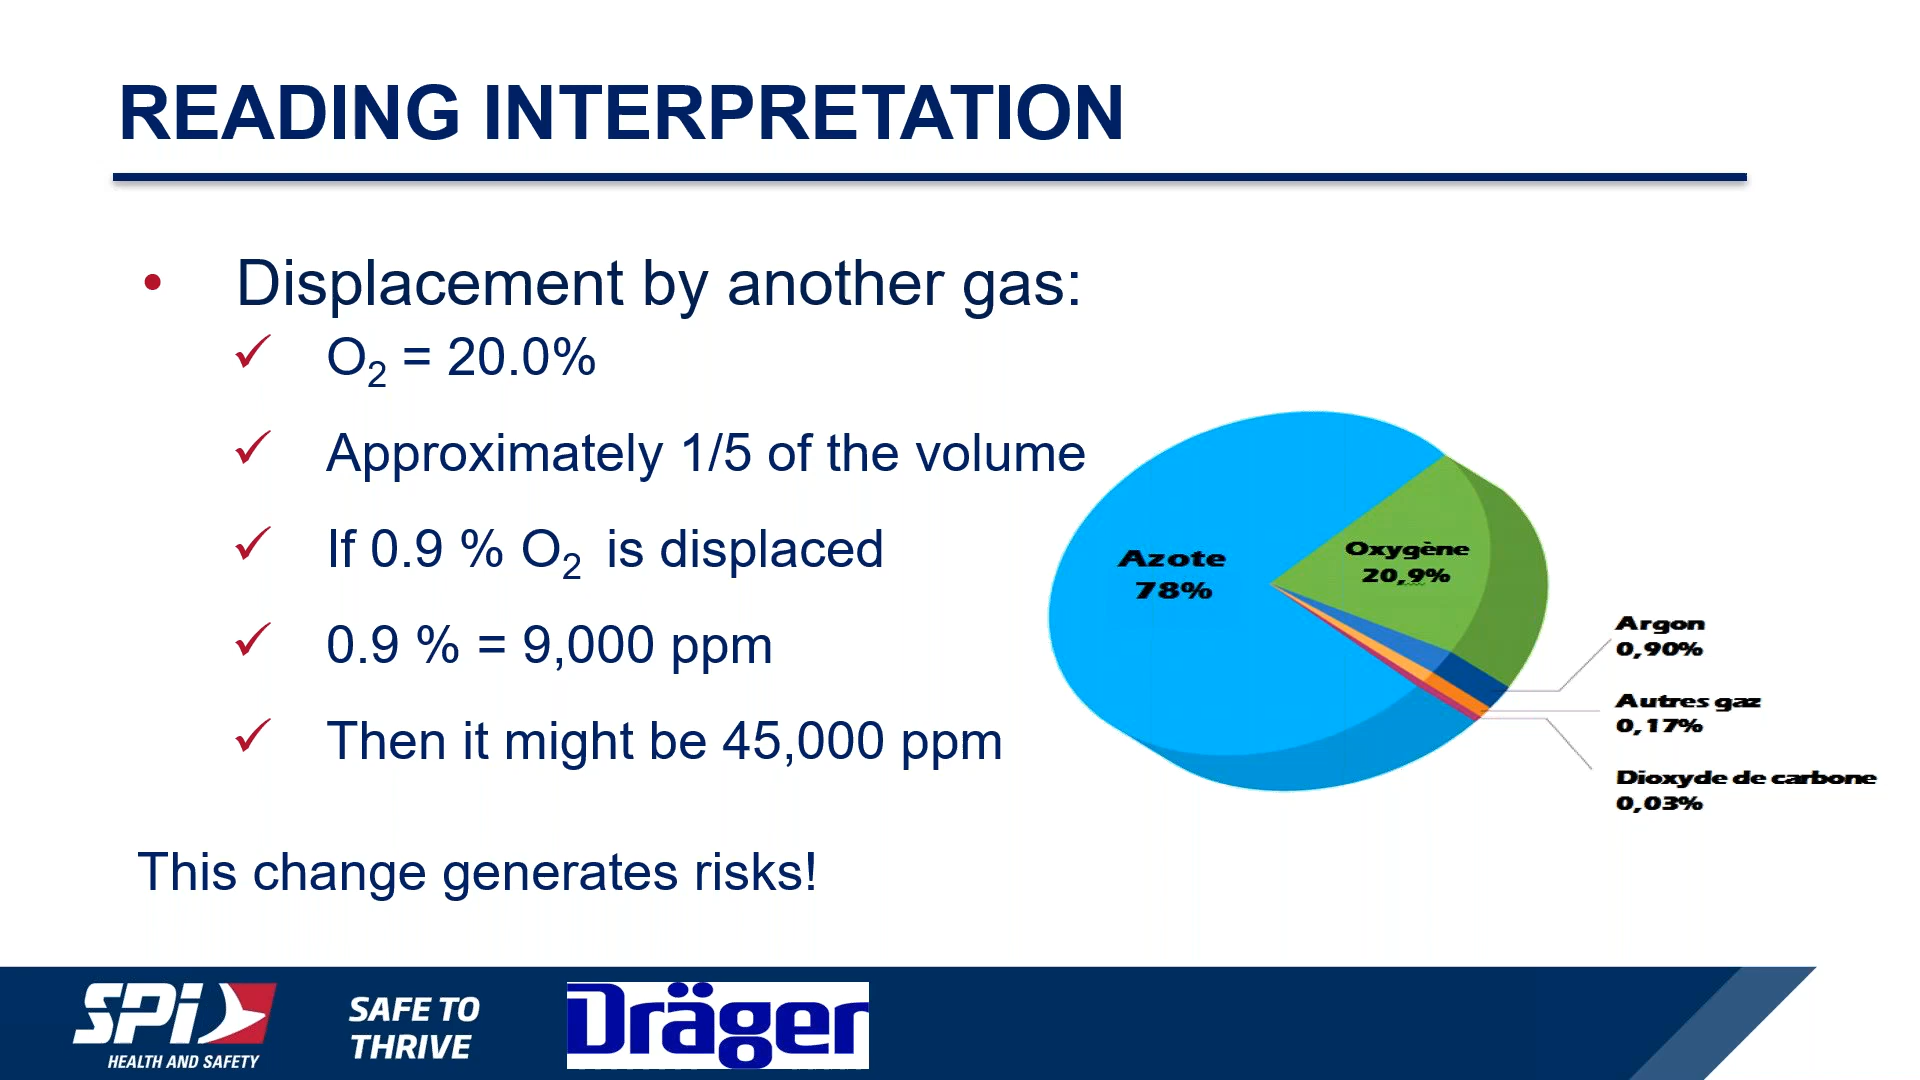 READING INTERPRETATION
• Displacement by another gas:
✓ O₂ = 20.0%
✓ Approximately 1/5 of the volume
✓ If 0.9 % O₂ is displaced
✓ 0.9 % = 9,000 ppm
✓ Then it might be 45,000 ppm
This change generates risks!
Azote
78%
Oxygène
20,9%
Argon
0,90%
Autres gaz
0,17%
Dioxyde de carbone
0,03%
SPi
HEALTH AND SAFETY
SAFE TO
THRIVE
Dräger